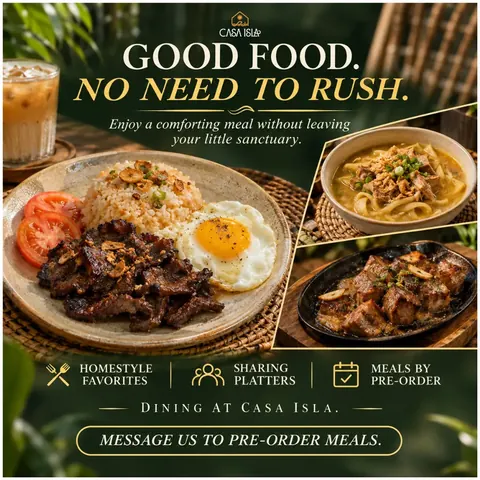 CASA ISLA
GOOD FOOD.
NO NEED TO RUSH.
Enjoy a comforting meal without leaving
your little sanctuary.
HOMESTYLE
FAVORITES
SHARING
PLATTERS
MEALS BY
PRE-ORDER
DINING AT CASA ISLA.
MESSAGE US TO PRE-ORDER MEALS.